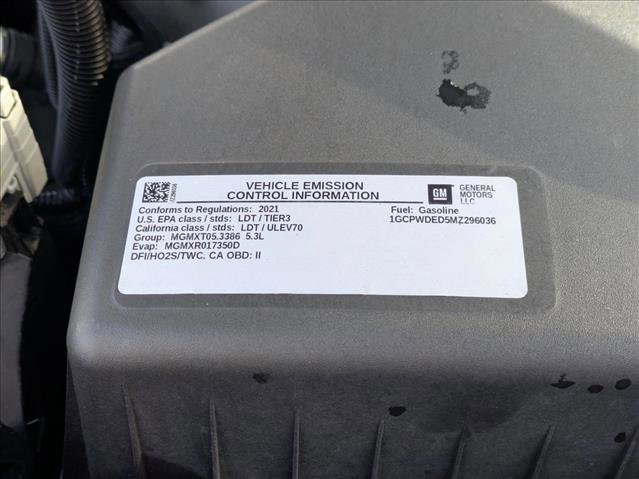 VEHICLE EMISSION
CONTROL INFORMATION
GM
GENERAL
MOTORS
LLC
Conforms to Regulations: 2021
Fuel: Gasoline
U.S. EPA class / stds: LDT / TIER3
1GCPWDED5MZ296036
California class / stds: LDT / ULEV70
Group: MGMXT05.3386 5.3L
Evap: MGMXR017350D
DFI/HO2S/TWC, CA OBD: II